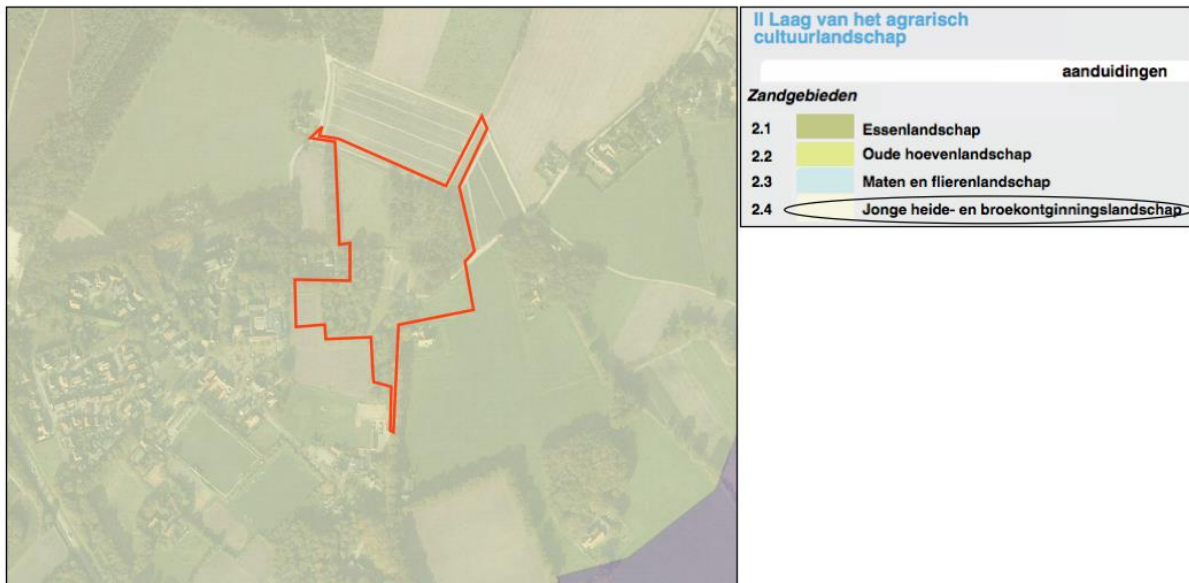 II Laag van het agrarisch
cultuurlandschap
aanduidingen
Zandgebieden
2.1 Essenlandschap
2.2 Oude hoevenlandschap
2.3 Maten en flierenlandschap
2.4 Jonge heide- en broekontginningslandschap